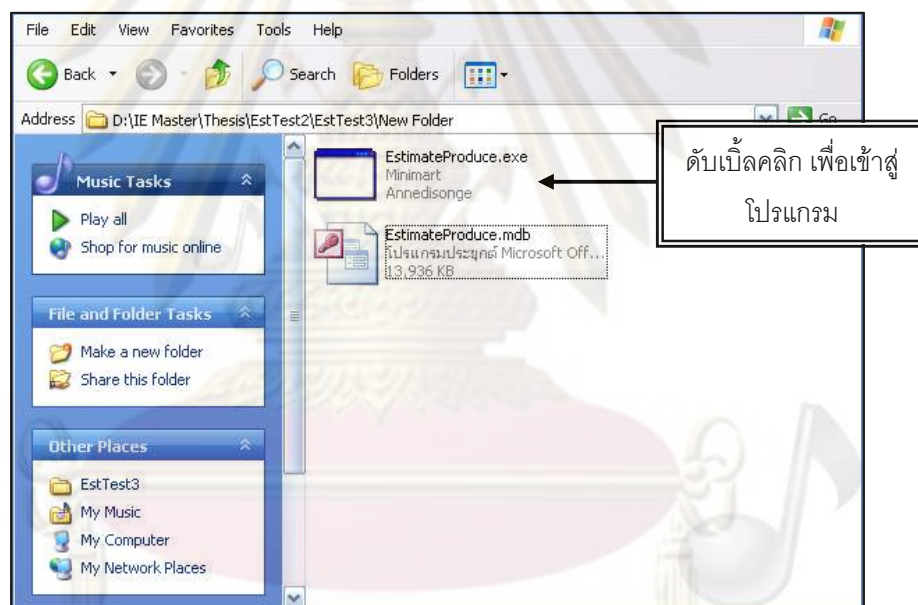 File Edit View Favorites Tools Help
Back Search Folders
Address D:\IE Master\Thesis\EstTest2\EstTest3\New Folder Go
Music Tasks
Play all
Shop for music online
File and Folder Tasks
Make a new folder
Share this folder
Other Places
EstTest3
My Music
My Computer
My Network Places
EstimateProduce.exe
Minimart
Annedisonge
EstimateProduce.mdb
โปรแกรมประยุกต์ Microsoft Off...
13,936 KB
ดับเบิ้ลคลิก เพื่อเข้าสู่
โปรแกรม